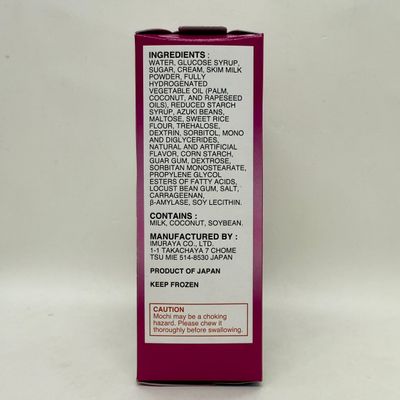 INGREDIENTS :
WATER, GLUCOSE SYRUP,
SUGAR, CREAM, SKIM MILK
POWDER, FULLY
HYDROGENATED
VEGETABLE OIL (PALM,
COCONUT, AND RAPESEED
OILS), REDUCED STARCH
SYRUP, AZUKI BEANS,
MALTOSE, SWEET RICE
FLOUR, TREHALOSE,
DEXTRIN, SORBITOL, MONO
AND DIGLYCERIDES,
NATURAL AND ARTIFICIAL
FLAVOR, CORN STARCH,
GUAR GUM, DEXTROSE,
SORBITAN MONOSTEARATE,
PROPYLENE GLYCOL
ESTERS OF FATTY ACIDS,
LOCUST BEAN GUM, SALT,
CARRAGEENAN,
β-AMYLASE, SOY LECITHIN.
CONTAINS :
MILK, COCONUT, SOYBEAN.
MANUFACTURED BY :
IMURAYA CO., LTD.
1-1 TAKACHAYA 7 CHOME
TSU MIE 514-8530 JAPAN
PRODUCT OF JAPAN
KEEP FROZEN
CAUTION
Mochi may be a choking
hazard. Please chew it
thoroughly before swallowing.